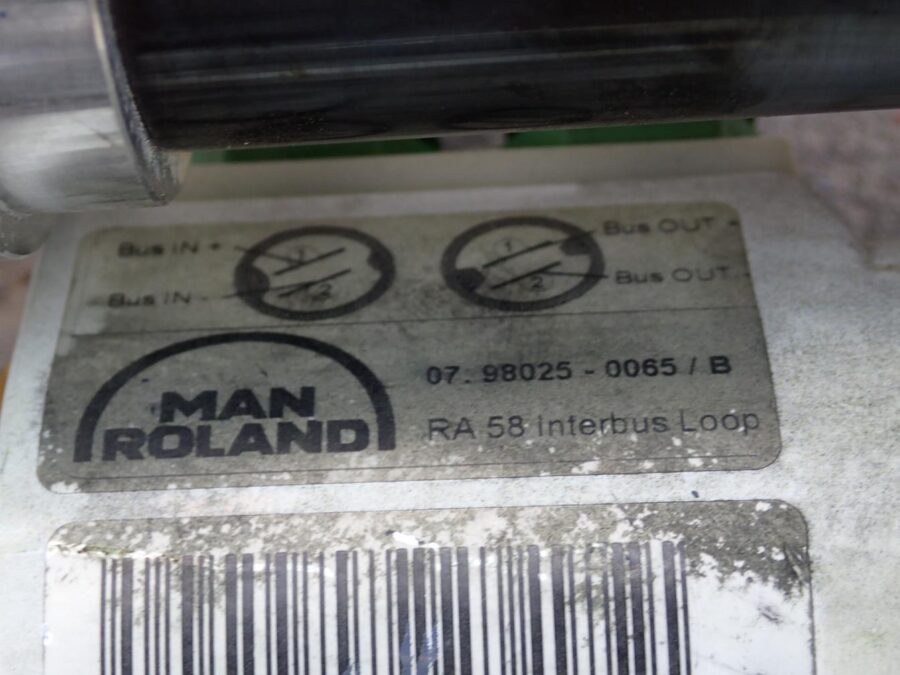 Bus IN +
1
2
Bus IN -
Bus OUT -
1
2
Bus OUT -
MAN
ROLAND
07. 98025 - 0065 / B
RA 58 Interbus Loop